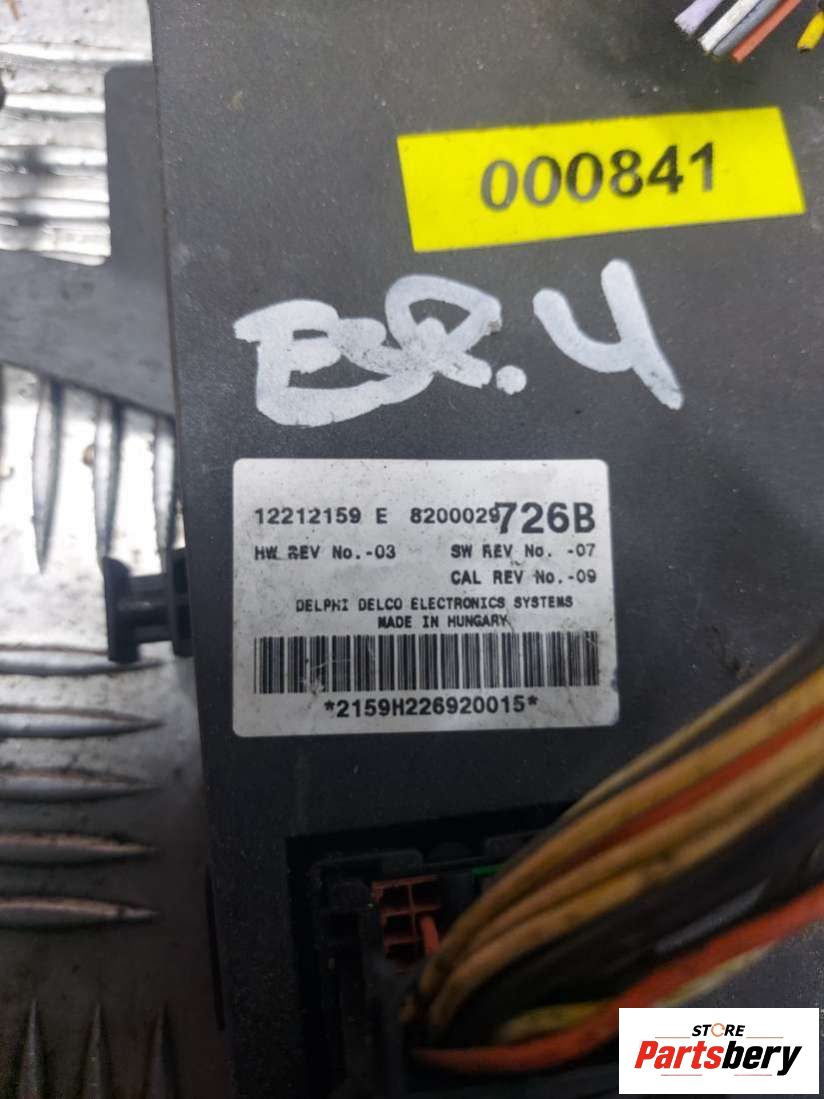 000841
12212159 E 8200029726B
HW REV No.-03 SW REV No. -07
CAL REV No.-09
DELPHI DELCO ELECTRONICS SYSTEMS
MADE IN HUNGARY
*2159H226920015*
STORE
Partsbery